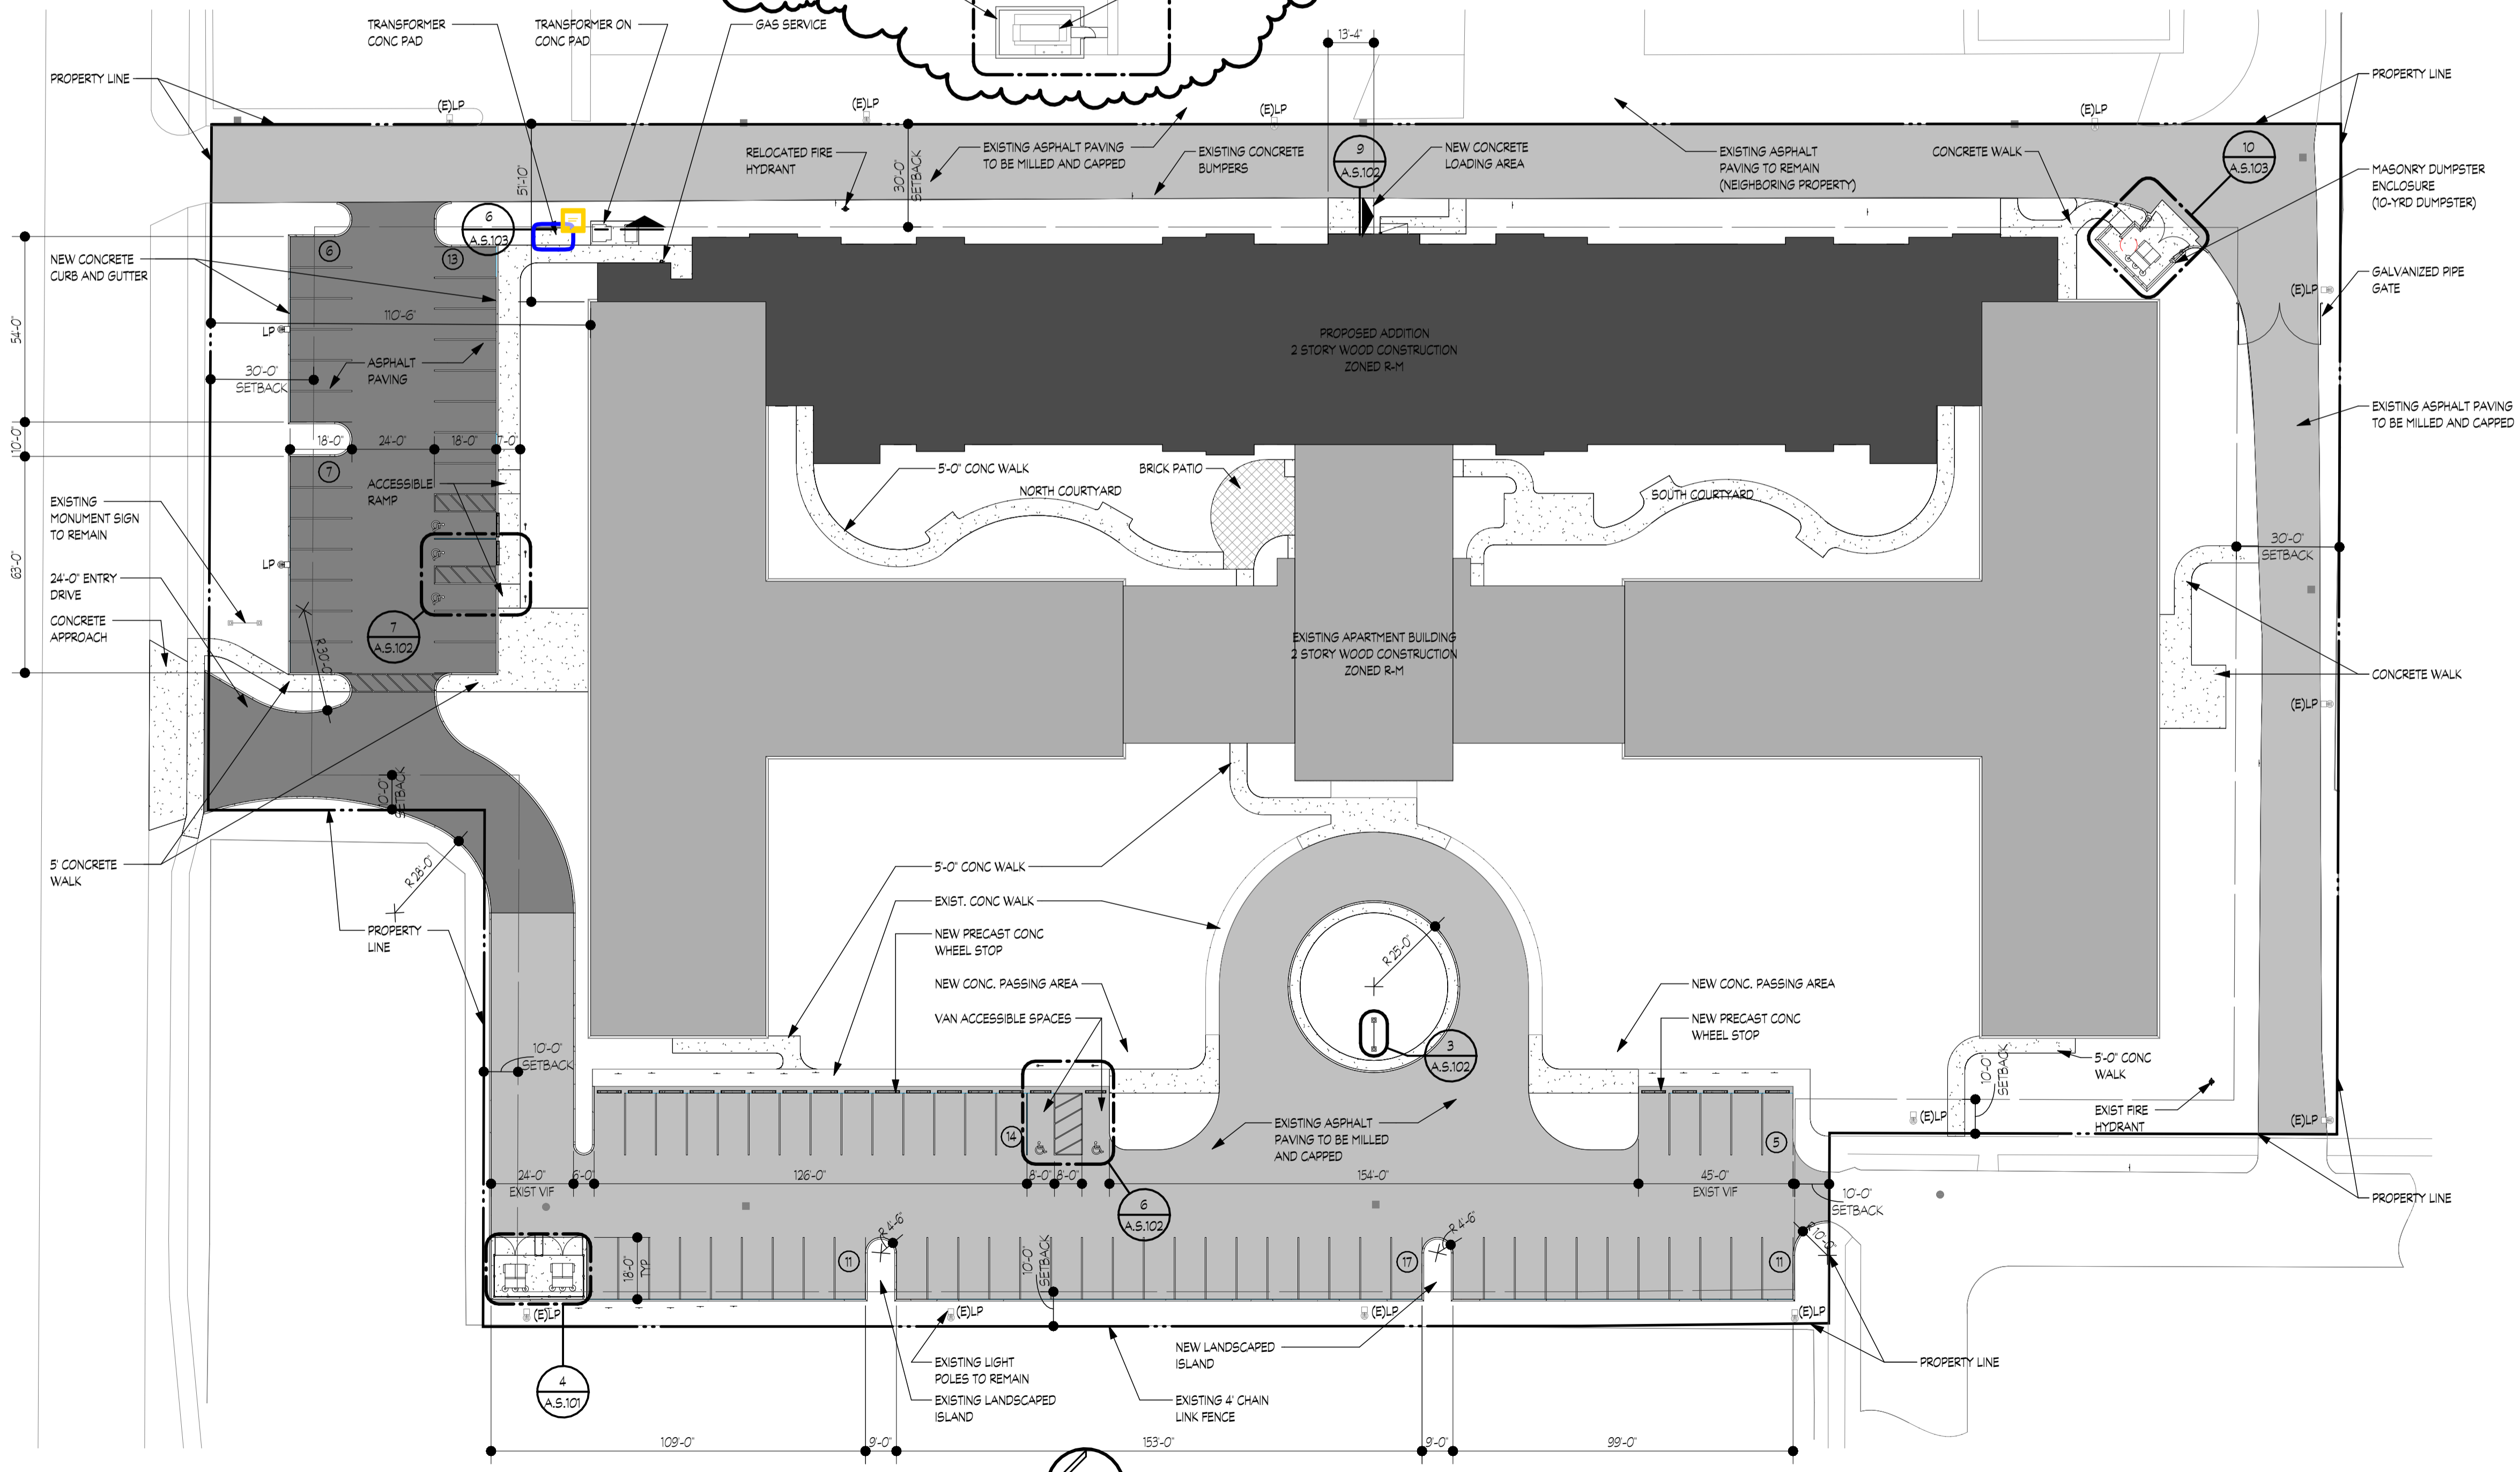 TRANSFORMER
CONC PAD
TRANSFORMER ON
CONC PAD
GAS SERVICE
13'-4"
PROPERTY LINE
PROPERTY LINE
(E)LP
(E)LP
(E)LP
(E)LP
RELOCATED FIRE
HYDRANT
51'-10"
30'-0"
SETBACK
EXISTING ASPHALT PAVING
TO BE MILLED AND CAPPED
EXISTING CONCRETE
BUMPERS
9
A.S.102
NEW CONCRETE
LOADING AREA
EXISTING ASPHALT
PAVING TO REMAIN
(NEIGHBORING PROPERTY)
CONCRETE WALK
10
A.S.103
MASONRY DUMPSTER
ENCLOSURE
(10-YRD DUMPSTER)
6
A.S.103
6
13
NEW CONCRETE
CURB AND GUTTER
GALVANIZED PIPE
GATE
(E)LP
54'-0"
110'-6"
LP
ASPHALT
PAVING
30'-0"
SETBACK
PROPOSED ADDITION
2 STORY WOOD CONSTRUCTION
ZONED R-M
EXISTING ASPHALT PAVING
TO BE MILLED AND CAPPED
10'-0"
18'-0"
24'-0"
18'-0"
7'-0"
7
ACCESSIBLE
RAMP
5'-0" CONC WALK
BRICK PATIO
NORTH COURTYARD
SOUTH COURTYARD
EXISTING
MONUMENT SIGN
TO REMAIN
30'-0"
SETBACK
63'-0"
LP
24'-0" ENTRY
DRIVE
CONCRETE
APPROACH
7
A.S.102
R 30'-0"
EXISTING APARTMENT BUILDING
2 STORY WOOD CONSTRUCTION
ZONED R-M
CONCRETE WALK
(E)LP
10'-0"
SETBACK
5' CONCRETE
WALK
R 28'-0"
5'-0" CONC WALK
EXIST. CONC WALK
PROPERTY
LINE
NEW PRECAST CONC
WHEEL STOP
R 25'-0"
NEW CONC. PASSING AREA
NEW CONC. PASSING AREA
VAN ACCESSIBLE SPACES
NEW PRECAST CONC
WHEEL STOP
3
A.S.102
10'-0"
SETBACK
10'-0"
SETBACK
5'-0" CONC
WALK
EXIST FIRE
HYDRANT
(E)LP
(E)LP
14
EXISTING ASPHALT
PAVING TO BE MILLED
AND CAPPED
5
24'-0"
EXIST VIF
6'-0"
126'-0"
8'-0"
8'-0"
154'-0"
45'-0"
EXIST VIF
10'-0"
SETBACK
PROPERTY LINE
6
A.S.102
18'-0"
TYP
11
R 4'-6"
10'-0"
SETBACK
17
R 4'-6"
11
R 10'-0"
(E)LP
(E)LP
(E)LP
(E)LP
4
A.S.101
EXISTING LIGHT
POLES TO REMAIN
EXISTING LANDSCAPED
ISLAND
NEW LANDSCAPED
ISLAND
EXISTING 4' CHAIN
LINK FENCE
PROPERTY LINE
109'-0"
9'-0"
153'-0"
9'-0"
99'-0"